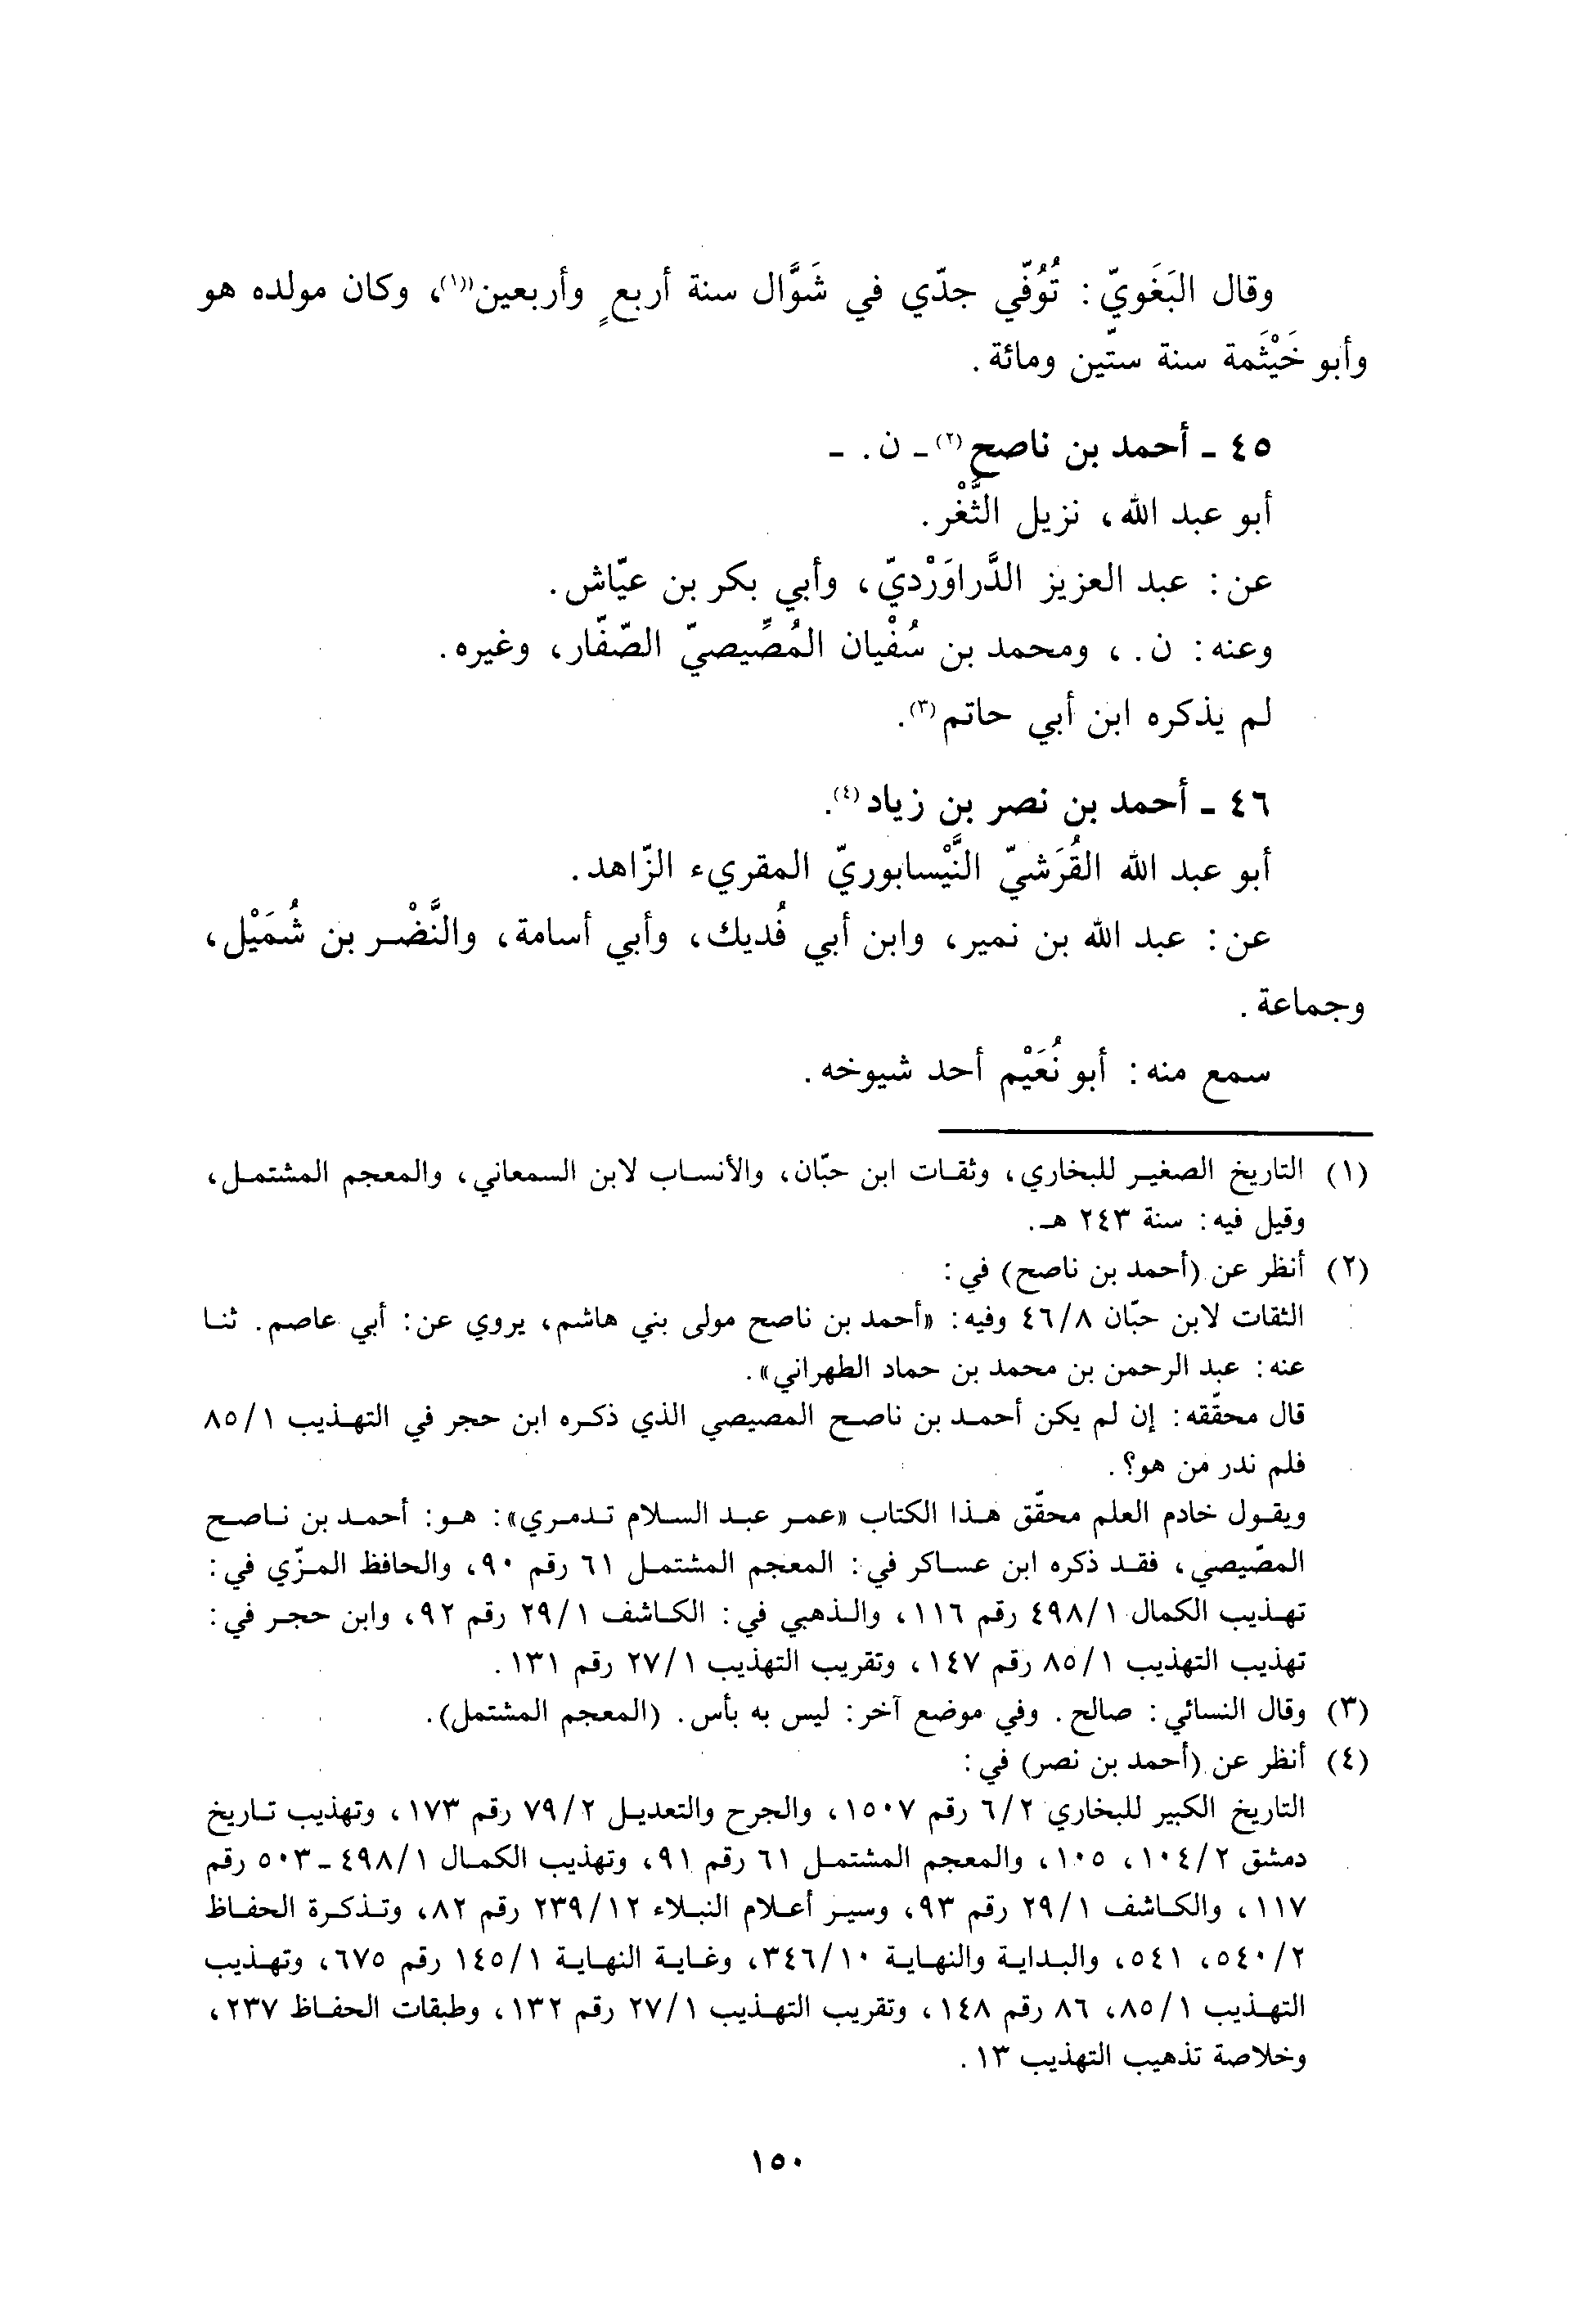 وقال البَغَويّ: تُوُفّي جدّي في شَوَّال سنة أربعٍ وأربعين(١)، وكان مولده هو
وأبو خَيْثَمة سنة ستّين ومائة.
٤٥ ـ أحمد بن ناصح(٢) ـ ن. ـ
أبو عبد الله، نزيل الثَّغْر.
عن: عبد العزيز الدَّراوَرْديّ، وأبي بكر بن عيّاش.
وعنه: ن.، ومحمد بن سُفْيان المُصِّيصيّ الصّفّار، وغيره.
لم يذكره ابن أبي حاتم(٣).
٤٦ ـ أحمد بن نصر بن زياد(٤).
أبو عبد الله القُرَشيّ النَّيْسابوريّ المقريء الزّاهد.
عن: عبد الله بن نمير، وابن أبي فُديك، وأبي أسامة، والنَّضْر بن شُمَيْل،
وجماعة.
سمع منه: أبو نُعَيْم أحد شيوخه.
(١) التاريخ الصغير للبخاري، وثقات ابن حبّان، والأنساب لابن السمعاني، والمعجم المشتمل،
وقيل فيه: سنة ٢٤٣ هـ.
(٢) أنظر عن (أحمد بن ناصح) في:
الثقات لابن حبّان ٤٦/٨ وفيه: «أحمد بن ناصح مولى بني هاشم، يروي عن: أبي عاصم. ثنا
عنه: عبد الرحمن بن محمد بن حماد الطهراني».
قال محقّقه: إن لم يكن أحمد بن ناصح المصيصي الذي ذكره ابن حجر في التهذيب ٨٥/١
فلم ندر من هو؟.
ويقول خادم العلم محقّق هذا الكتاب «عمر عبد السلام تدمري»: هو: أحمد بن ناصح
المصّيصي، فقد ذكره ابن عساكر في: المعجم المشتمل ٦١ رقم ٩٠، والحافظ المزّي في:
تهذيب الكمال ٤٩٨/١ رقم ١١٦، والذهبي في: الكاشف ٢٩/١ رقم ٩٢، وابن حجر في:
تهذيب التهذيب ٨٥/١ رقم ١٤٧، وتقريب التهذيب ٢٧/١ رقم ١٣١.
(٣) وقال النسائي: صالح. وفي موضع آخر: ليس به بأس. (المعجم المشتمل).
(٤) أنظر عن (أحمد بن نصر) في:
التاريخ الكبير للبخاري ٦/٢ رقم ١٥٠٧، والجرح والتعديل ٧٩/٢ رقم ١٧٣، وتهذيب تاريخ
دمشق ١٠٤/٢، ١٠٥، والمعجم المشتمل ٦١ رقم ٩١، وتهذيب الكمال ٤٩٨/١ ـ ٥٠٣ رقم
١١٧، والكاشف ٢٩/١ رقم ٩٣، وسير أعلام النبلاء ٢٣٩/١٢ رقم ٨٢، وتذكرة الحفاظ
٥٤٠/٢، ٥٤١، والبداية والنهاية ٣٤٦/١٠، وغاية النهاية ١٤٥/١ رقم ٦٧٥، وتهذيب
التهذيب ٨٥/١، ٨٦ رقم ١٤٨، وتقريب التهذيب ٢٧/١ رقم ١٣٢، وطبقات الحفاظ ٢٣٧،
وخلاصة تذهيب التهذيب ١٣.
١٥٠